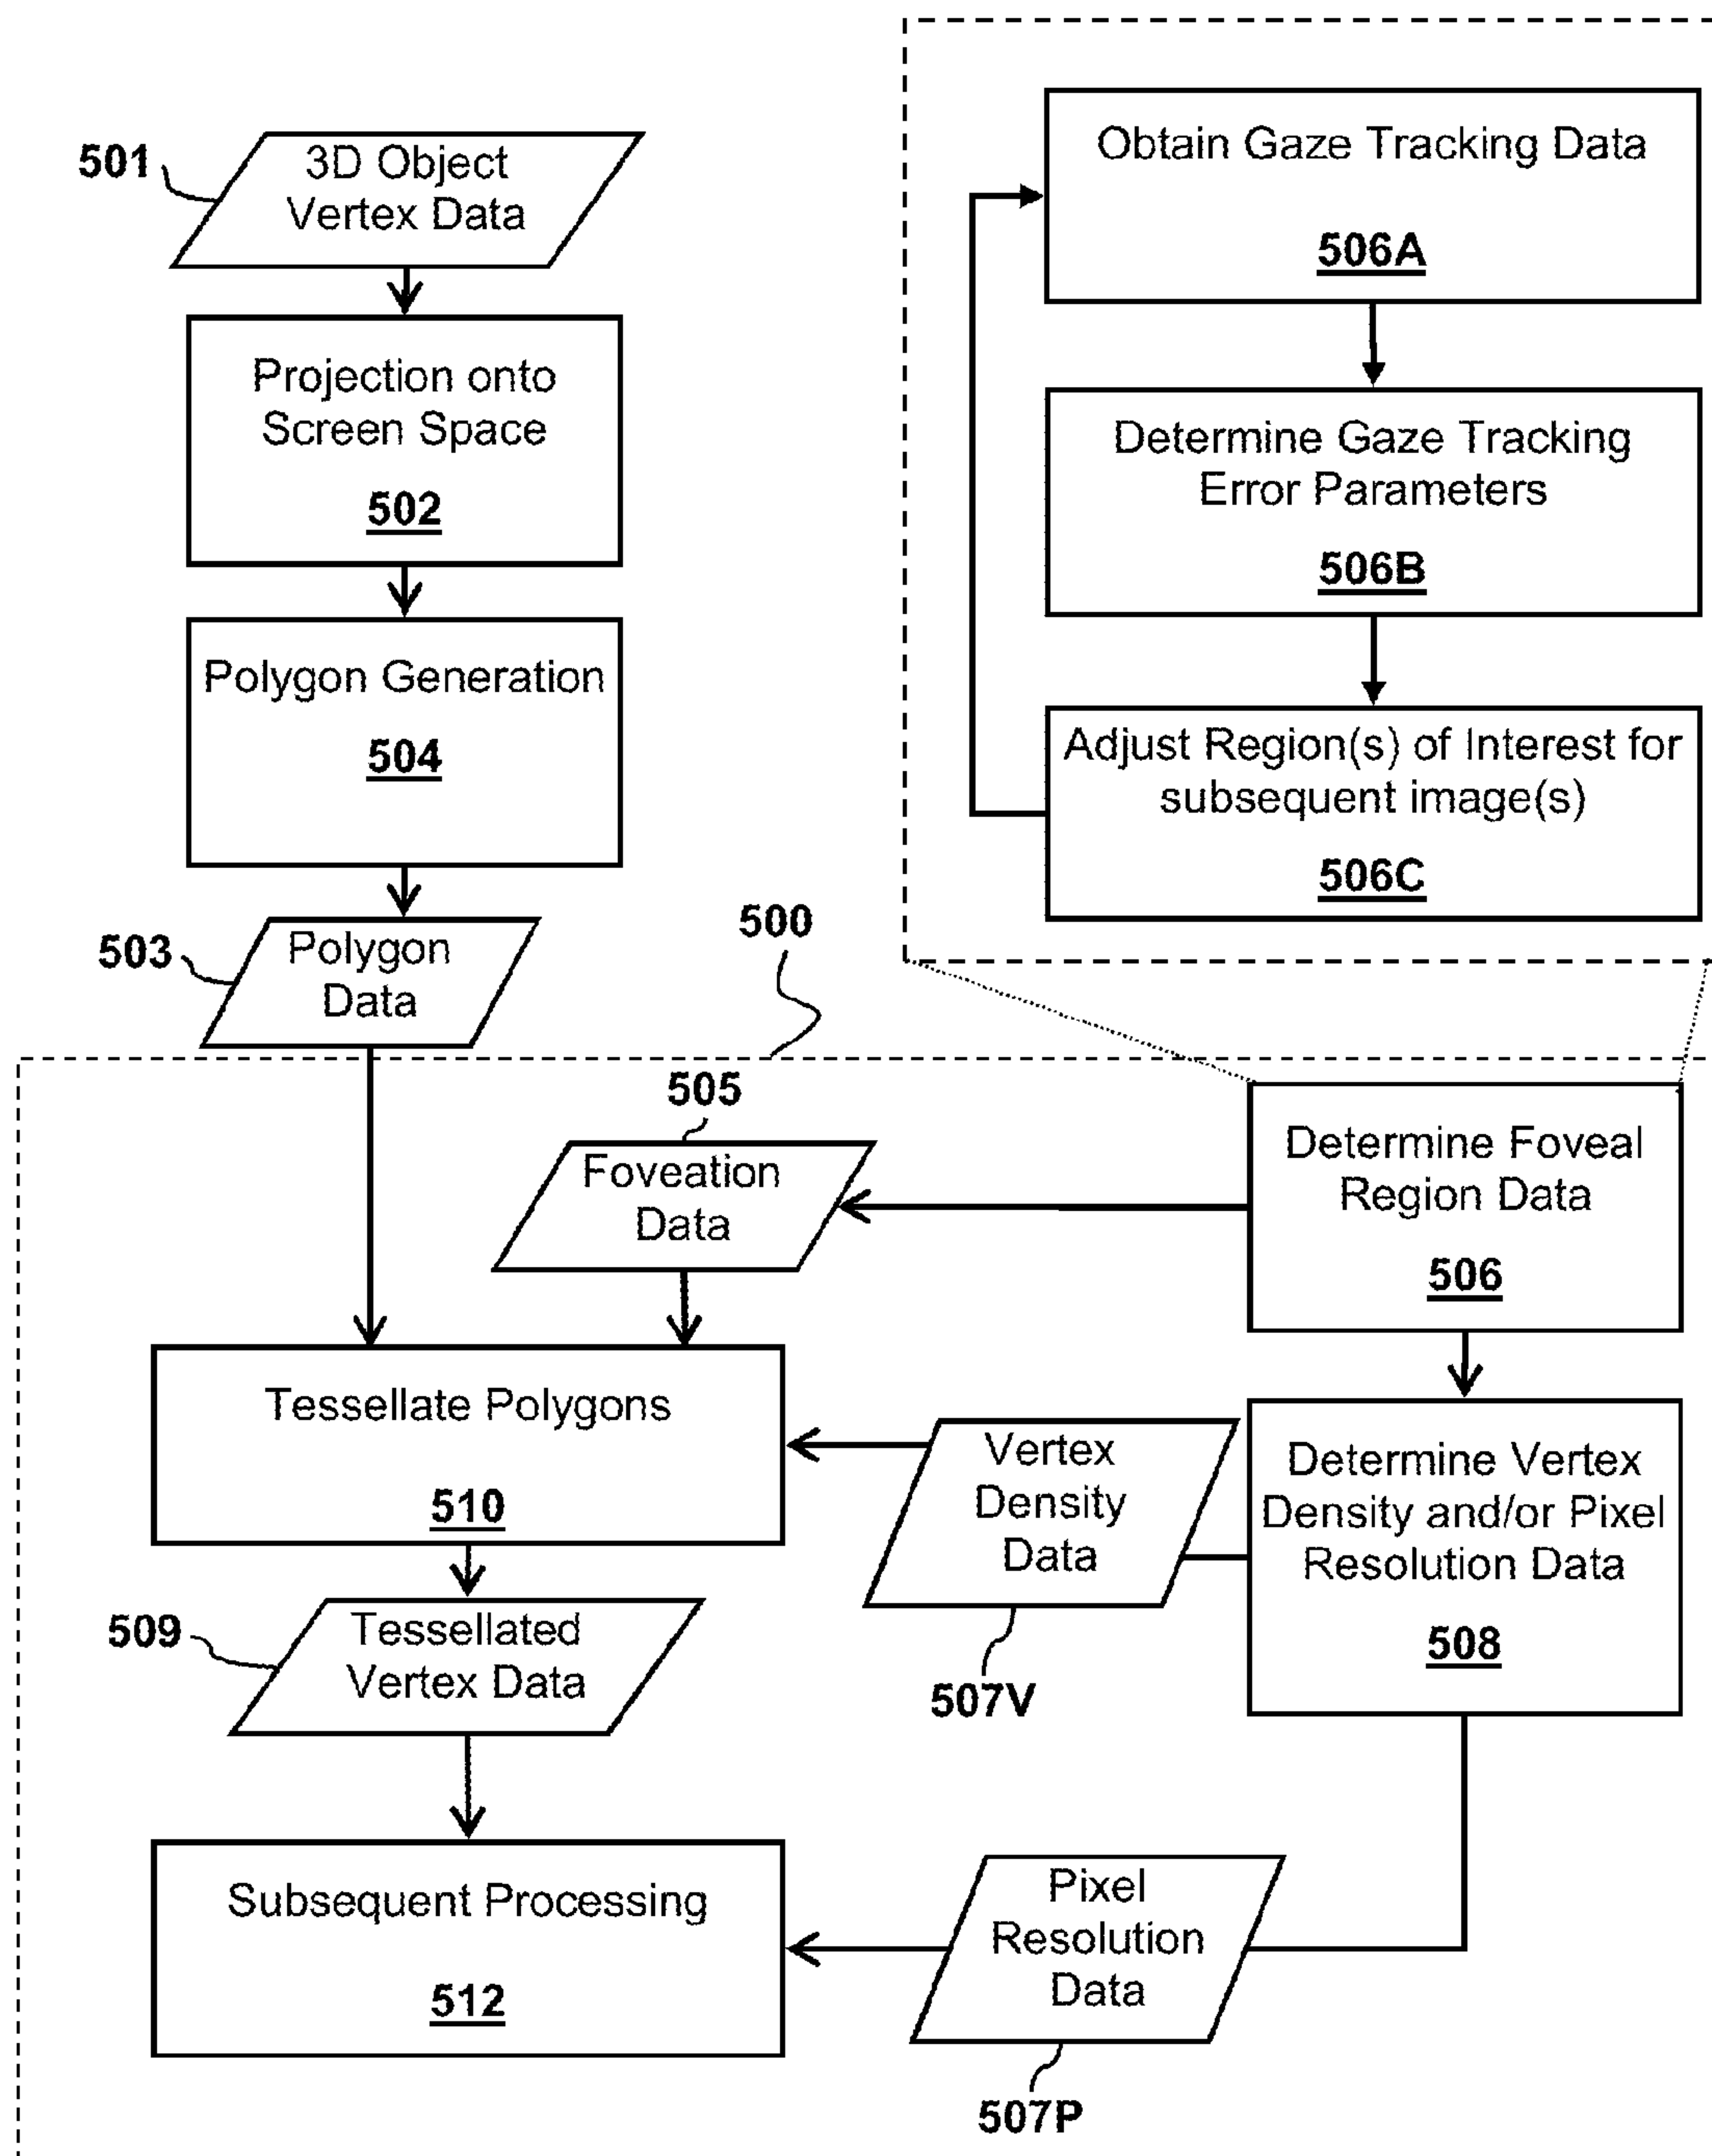 501
3D Object
Vertex Data
Projection onto
Screen Space
502
Polygon Generation
504
503
Polygon
Data
500
Obtain Gaze Tracking Data
506A
Determine Gaze Tracking
Error Parameters
506B
Adjust Region(s) of Interest for
subsequent image(s)
506C
505
Foveation
Data
Determine Foveal
Region Data
506
Tessellate Polygons
510
Vertex
Density
Data
507V
Determine Vertex
Density and/or Pixel
Resolution Data
508
509
Tessellated
Vertex Data
Subsequent Processing
512
Pixel
Resolution
Data
507P